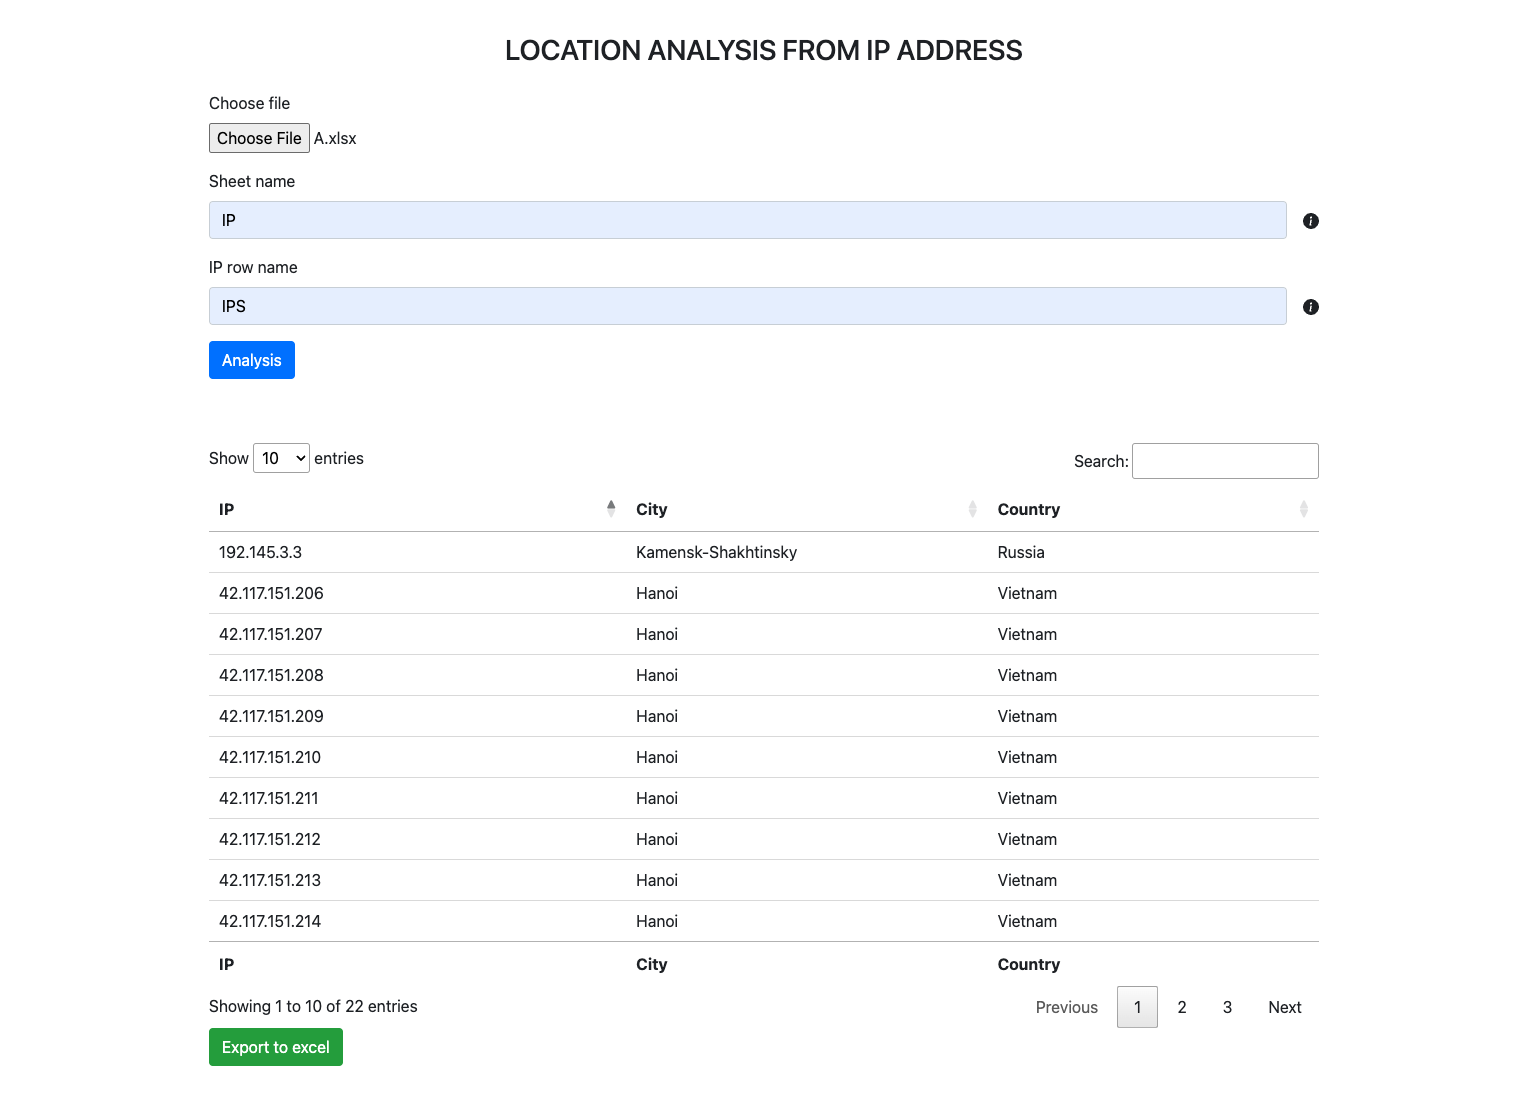 LOCATION ANALYSIS FROM IP ADDRESS
Choose file
Choose File A.xlsx
Sheet name
IP
IP row name
IPS
Analysis
Show 10 entries Search:
IP City Country
192.145.3.3 Kamensk-Shakhtinsky Russia
42.117.151.206 Hanoi Vietnam
42.117.151.207 Hanoi Vietnam
42.117.151.208 Hanoi Vietnam
42.117.151.209 Hanoi Vietnam
42.117.151.210 Hanoi Vietnam
42.117.151.211 Hanoi Vietnam
42.117.151.212 Hanoi Vietnam
42.117.151.213 Hanoi Vietnam
42.117.151.214 Hanoi Vietnam
IP City Country
Showing 1 to 10 of 22 entries Previous 1 2 3 Next
Export to excel